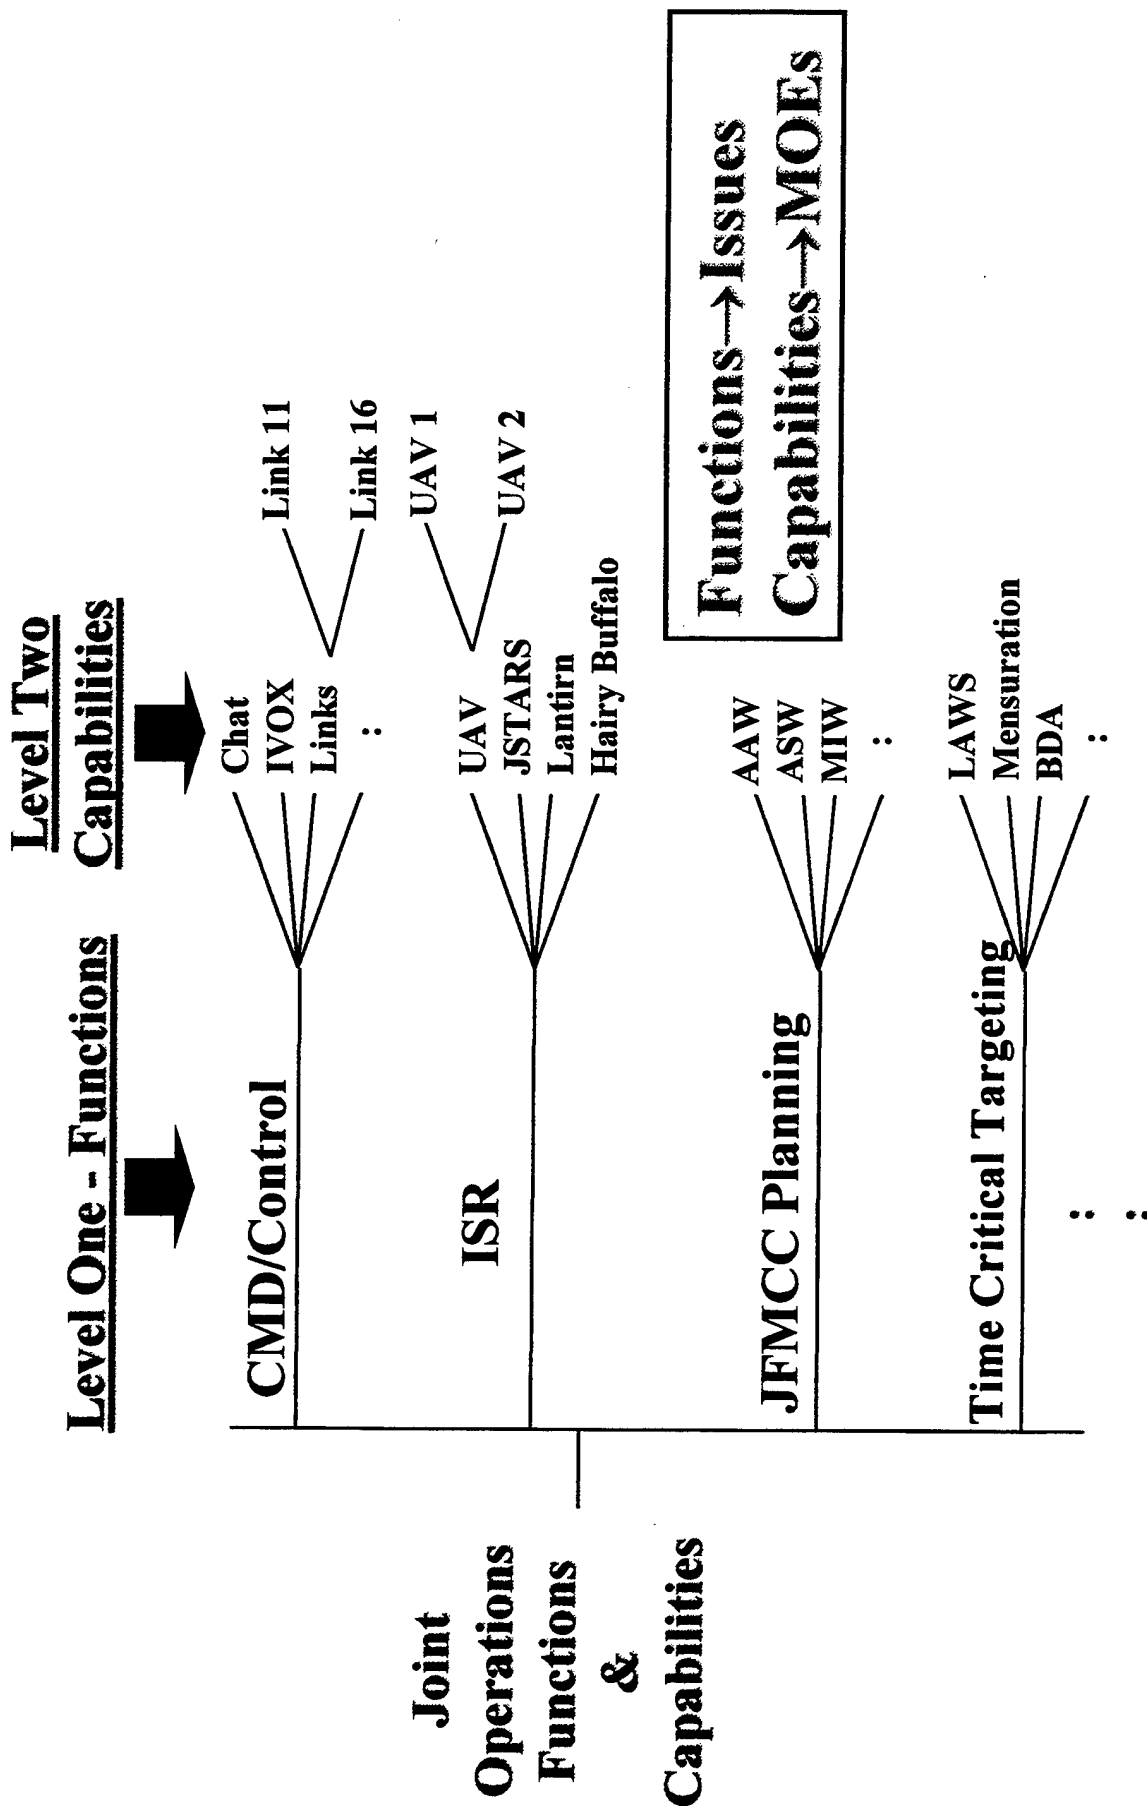 Level One - Functions
Level Two
Capabilities
Joint
Operations
Functions
&
Capabilities
CMD/Control
Chat
IVOX
Links
:
Link 11
Link 16
ISR
UAV
JSTARS
Lantirn
Hairy Buffalo
UAV 1
UAV 2
JFMCC Planning
AAW
ASW
MIW
:
Time Critical Targeting
LAWS
Mensuration
BDA
:
: :
Functions→Issues
Capabilities→MOEs